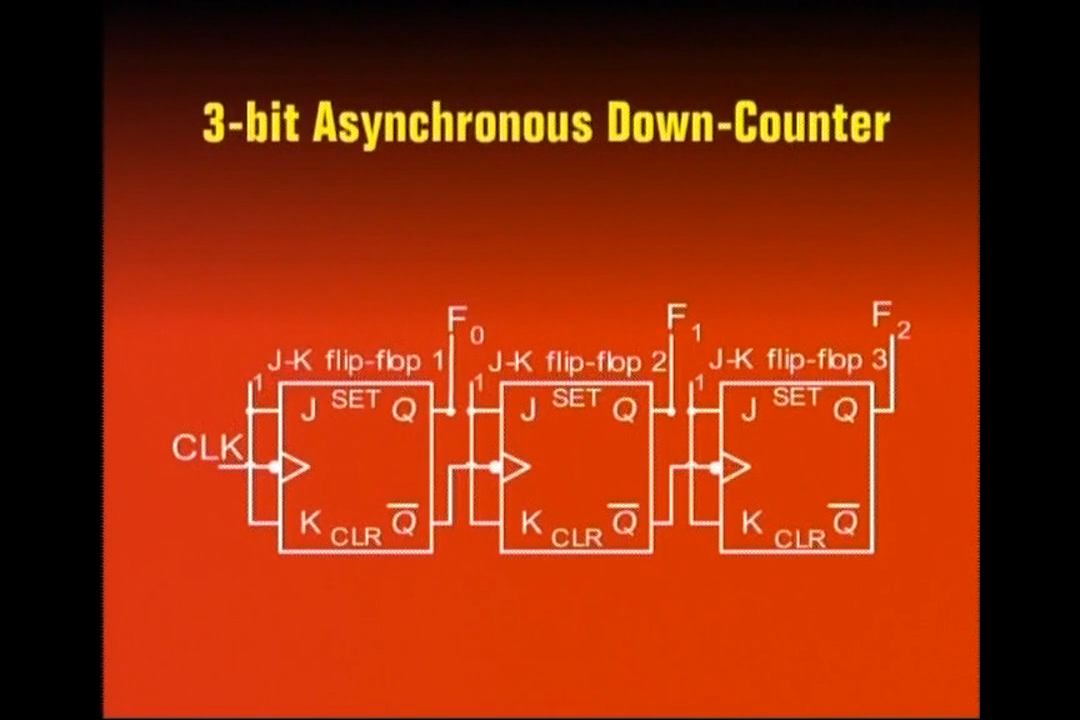 3-bit Asynchronous Down-Counter
F0 F1 F2
J-K flip-flop 1 J-K flip-flop 2 J-K flip-flop 3
1 1 1
J SET Q J SET Q J SET Q
CLK
K CLR Q̅ K CLR Q̅ K CLR Q̅